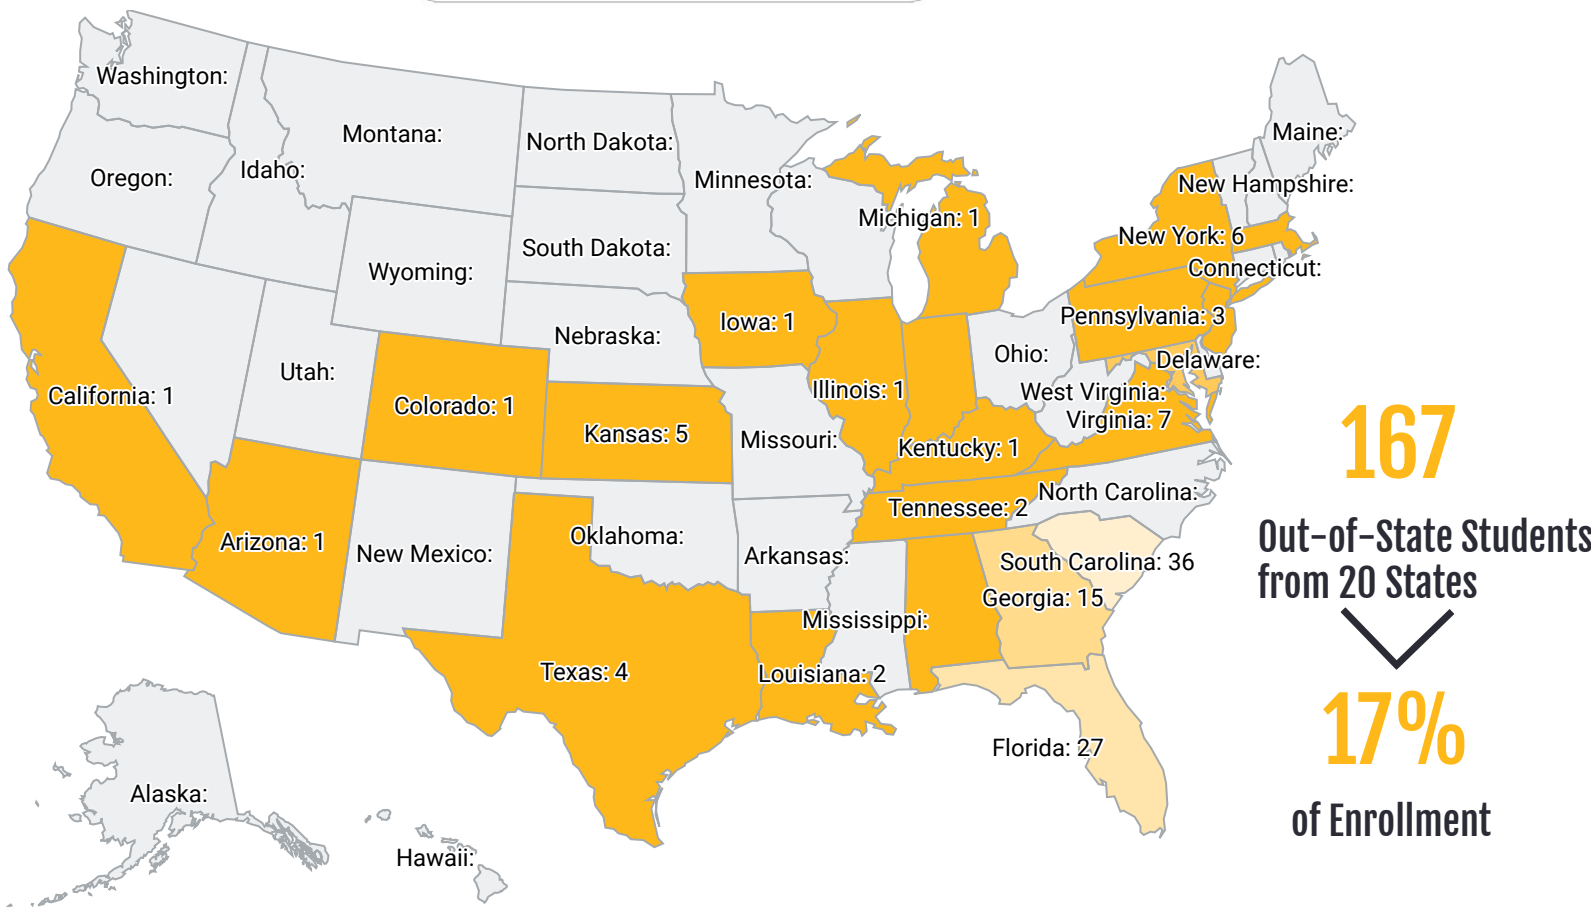 Washington:
Montana:
North Dakota:
Minnesota:
Maine:
Oregon:
Idaho:
New Hampshire:
Michigan: 1
New York: 6
South Dakota:
Wyoming:
Connecticut:
Iowa: 1
Pennsylvania: 3
Nebraska:
Ohio:
Delaware:
Utah:
California: 1
Colorado: 1
Illinois: 1
West Virginia:
Virginia: 7
Kansas: 5
Missouri:
Kentucky: 1
North Carolina:
Tennessee: 2
Arizona: 1
New Mexico:
Oklahoma:
Arkansas:
South Carolina: 36
Georgia: 15
Mississippi:
Texas: 4
Louisiana: 2
Florida: 27
Alaska:
Hawaii:
167
Out-of-State Students
from 20 States
17%
of Enrollment